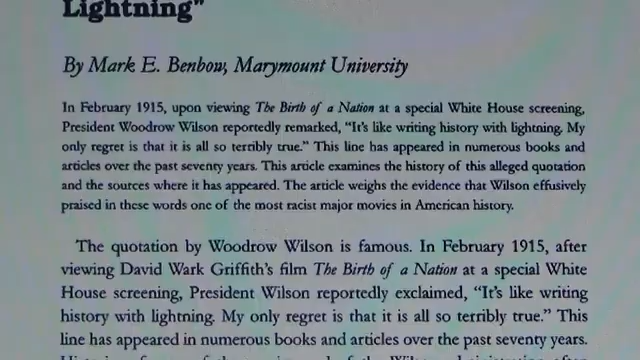 Lightning"
By Mark E. Benbow, Marymount University
In February 1915, upon viewing The Birth of a Nation at a special White House screening,
President Woodrow Wilson reportedly remarked, “It's like writing history with lightning. My
only regret is that it is all so terribly true.” This line has appeared in numerous books and
articles over the past seventy years. This article examines the history of this alleged quotation
and the sources where it has appeared. The article weighs the evidence that Wilson effusively
praised in these words one of the most racist major movies in American history.
The quotation by Woodrow Wilson is famous. In February 1915, after
viewing David Wark Griffith's film The Birth of a Nation at a special White
House screening, President Wilson reportedly exclaimed, “It's like writing
history with lightning. My only regret is that it is all so terribly true.” This
line has appeared in numerous books and articles over the past seventy years.